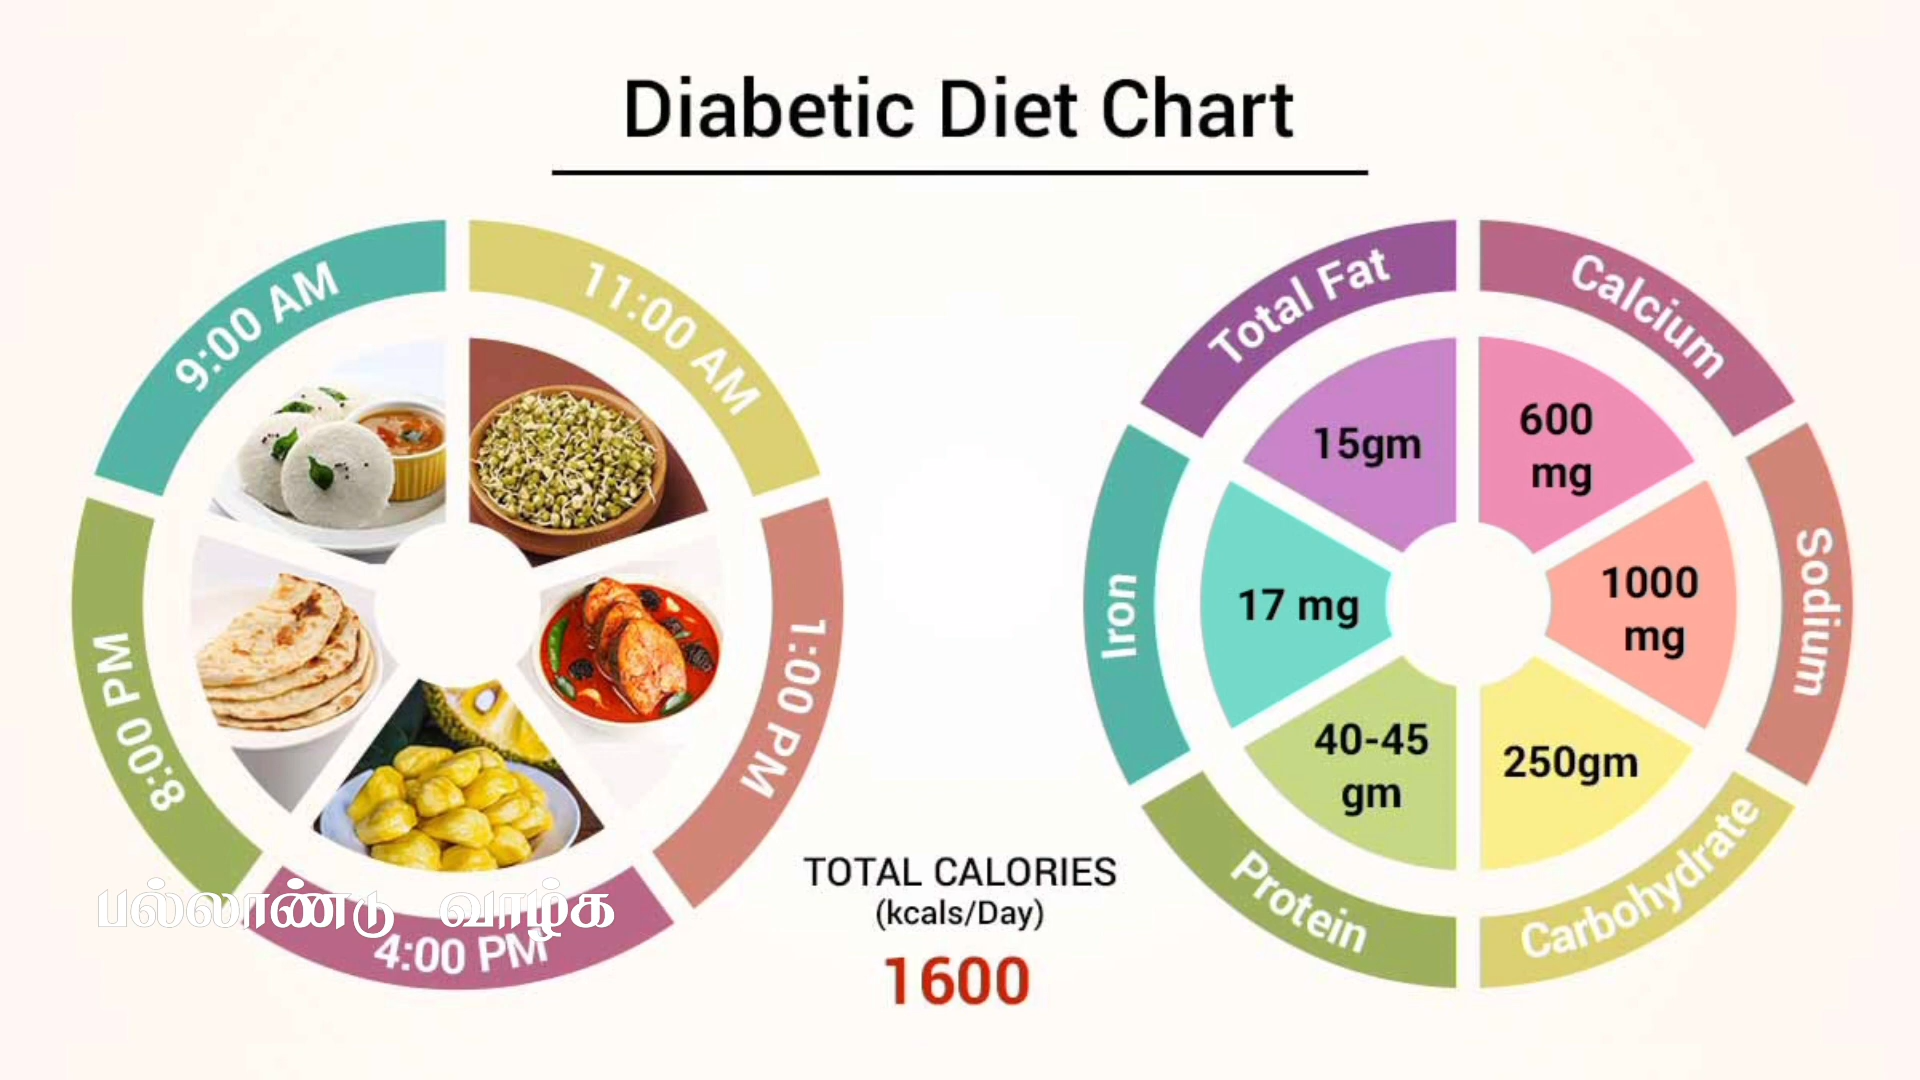 Diabetic Diet Chart
9:00 AM
11:00 AM
1:00 PM
4:00 PM
8:00 PM
பல்லாண்டு வாழ்க
TOTAL CALORIES
(kcals/Day)
1600
Total Fat
15gm
Calcium
600
mg
Sodium
1000
mg
Carbohydrate
250gm
Protein
40-45
gm
Iron
17 mg